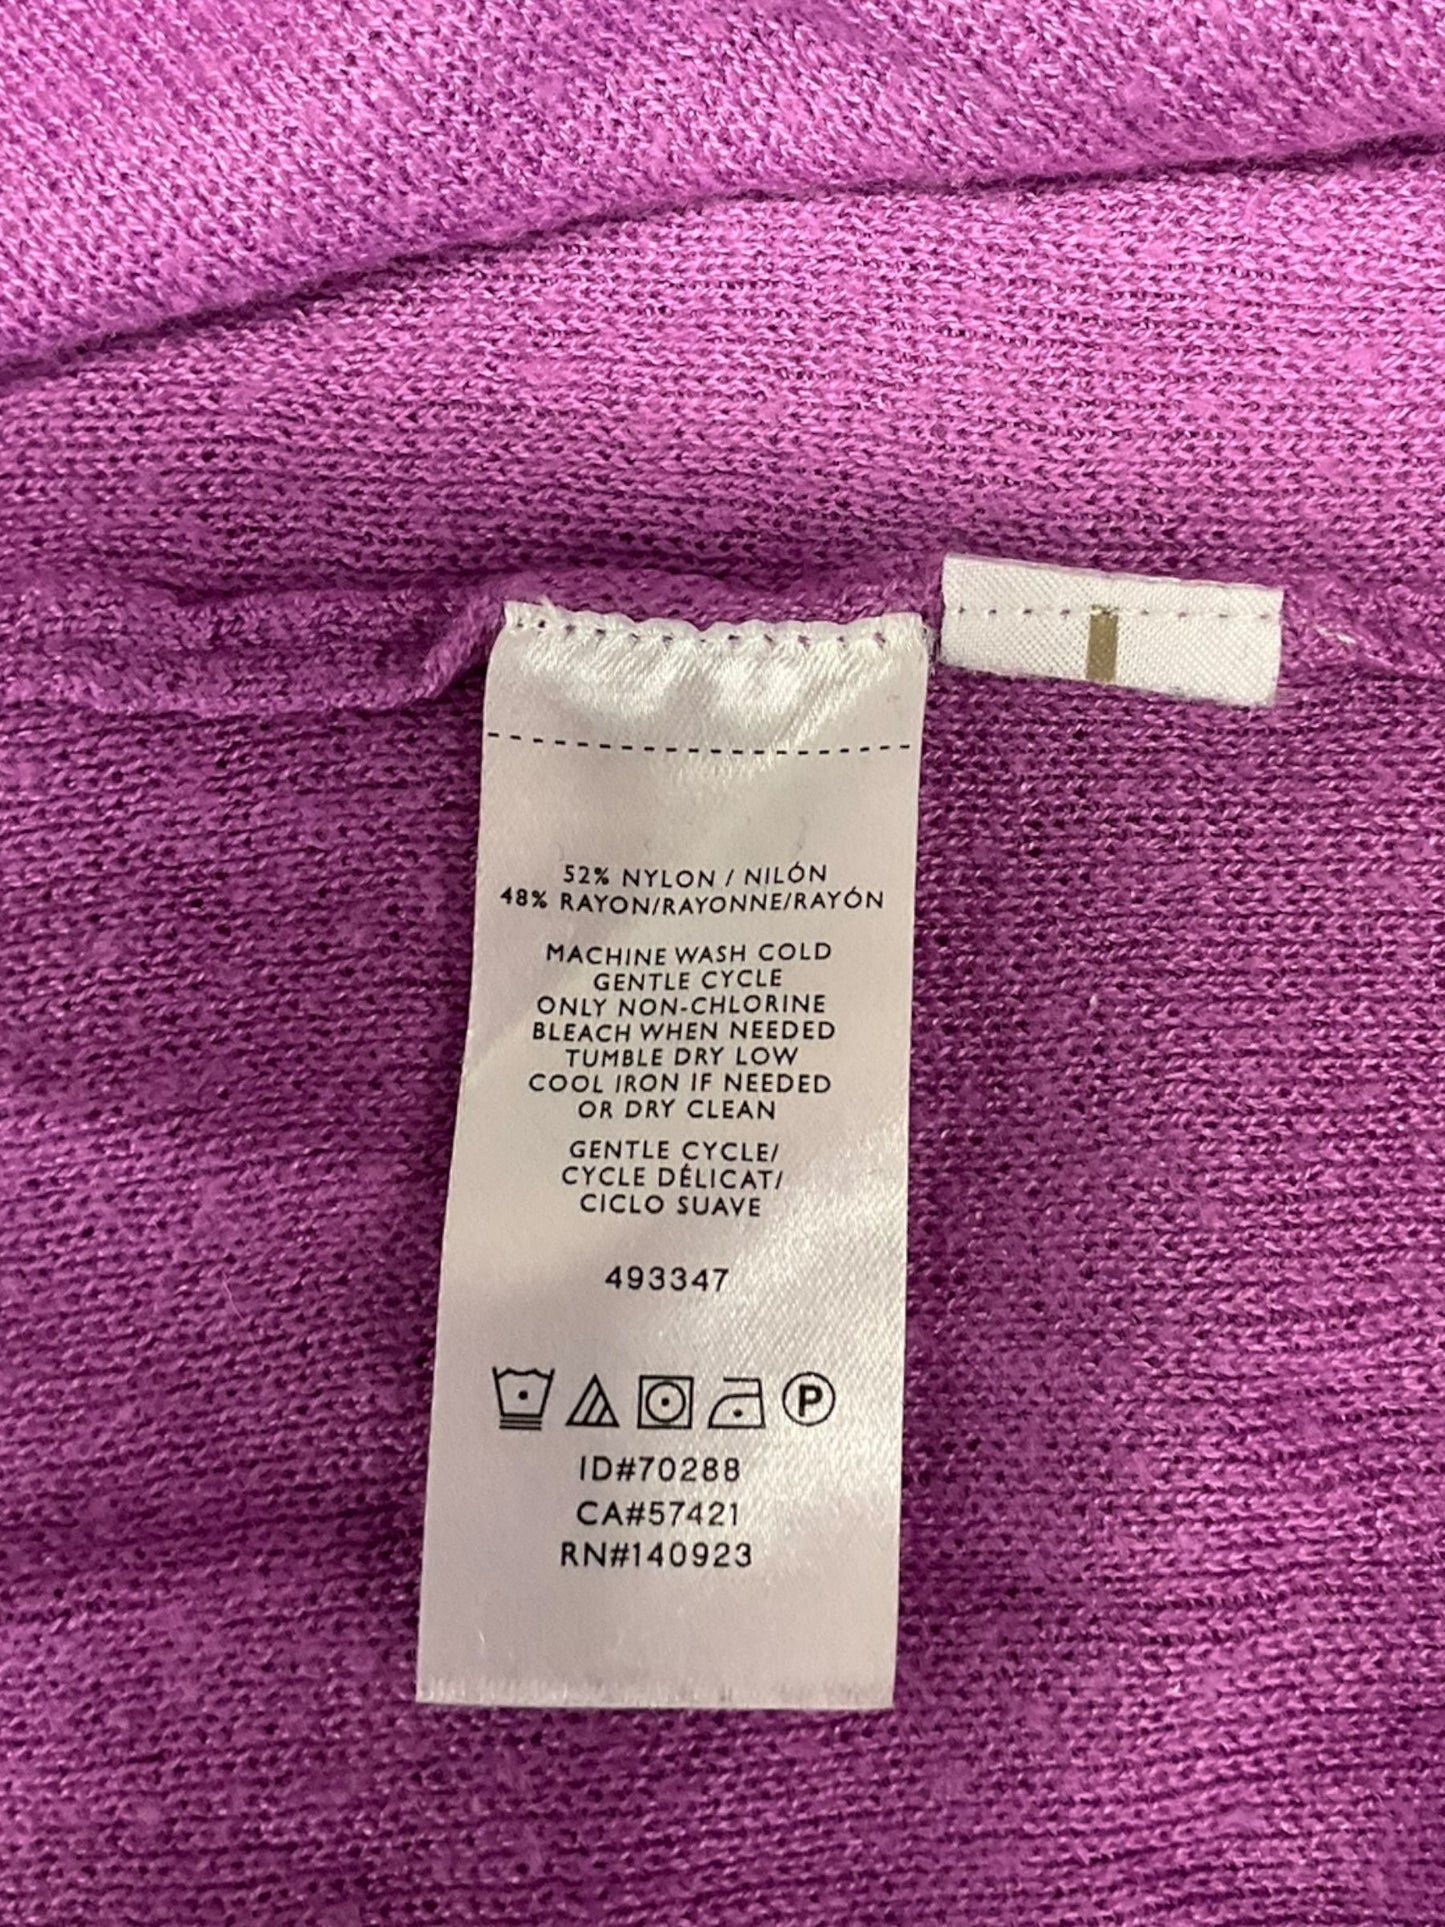 52% NYLON / NILÓN
48% RAYON/RAYONNE/RAYÓN
MACHINE WASH COLD
GENTLE CYCLE
ONLY NON-CHLORINE
BLEACH WHEN NEEDED
TUMBLE DRY LOW
COOL IRON IF NEEDED
OR DRY CLEAN
GENTLE CYCLE/
CYCLE DÉLICAT/
CICLO SUAVE
493347
P
ID#70288
CA#57421
RN#140923